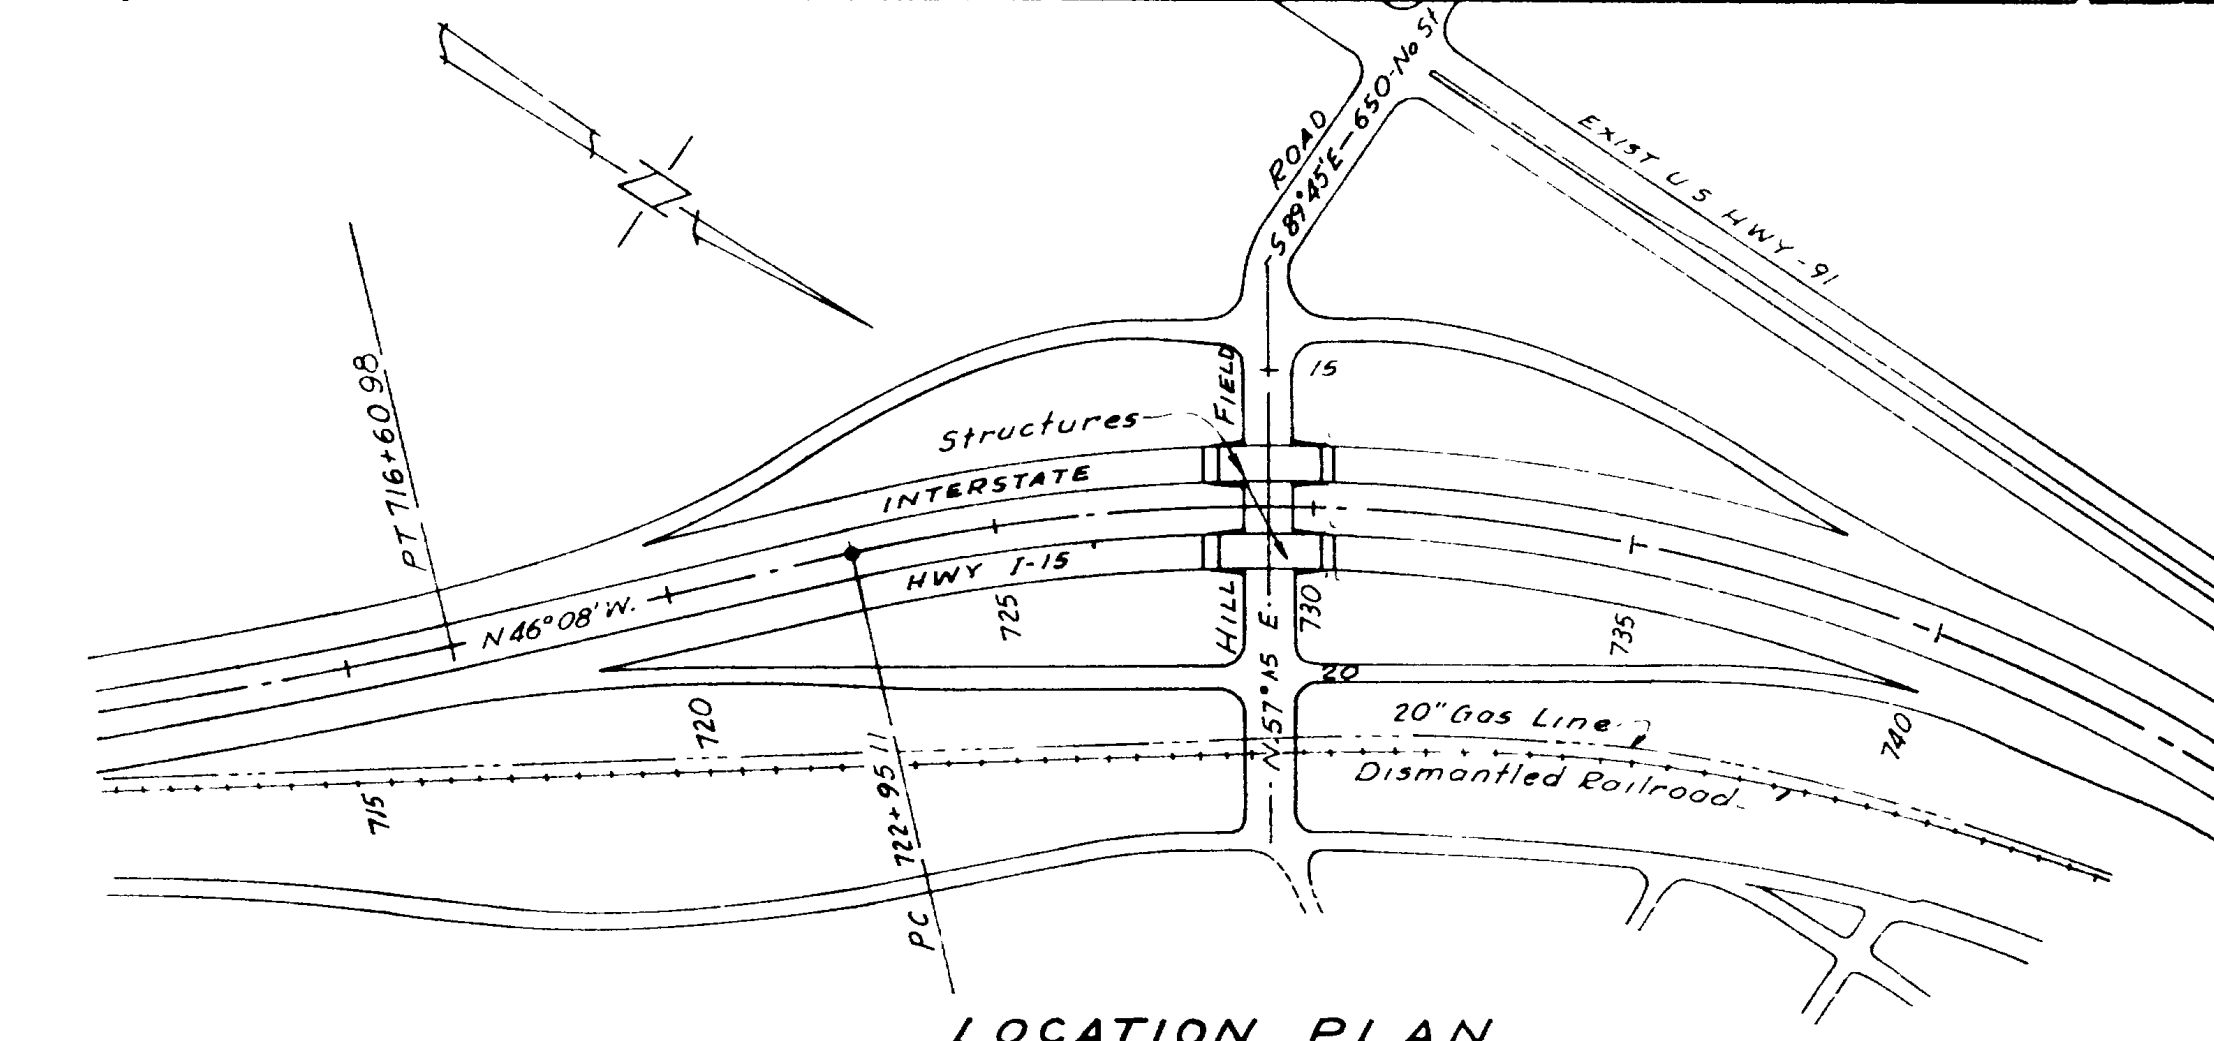 S 89°45'E-650-No St
ROAD
EXIST U S HWY-91
PT 716+60 98
FIELD
15
Structures
INTERSTATE
HWY I-15
N 46°08' W.
725
HILL
N 57° 45 E.
730
735
20
720
20" Gas Line
740
Dismantled Railroad
715
PC 722+95 11
LOCATION PLAN